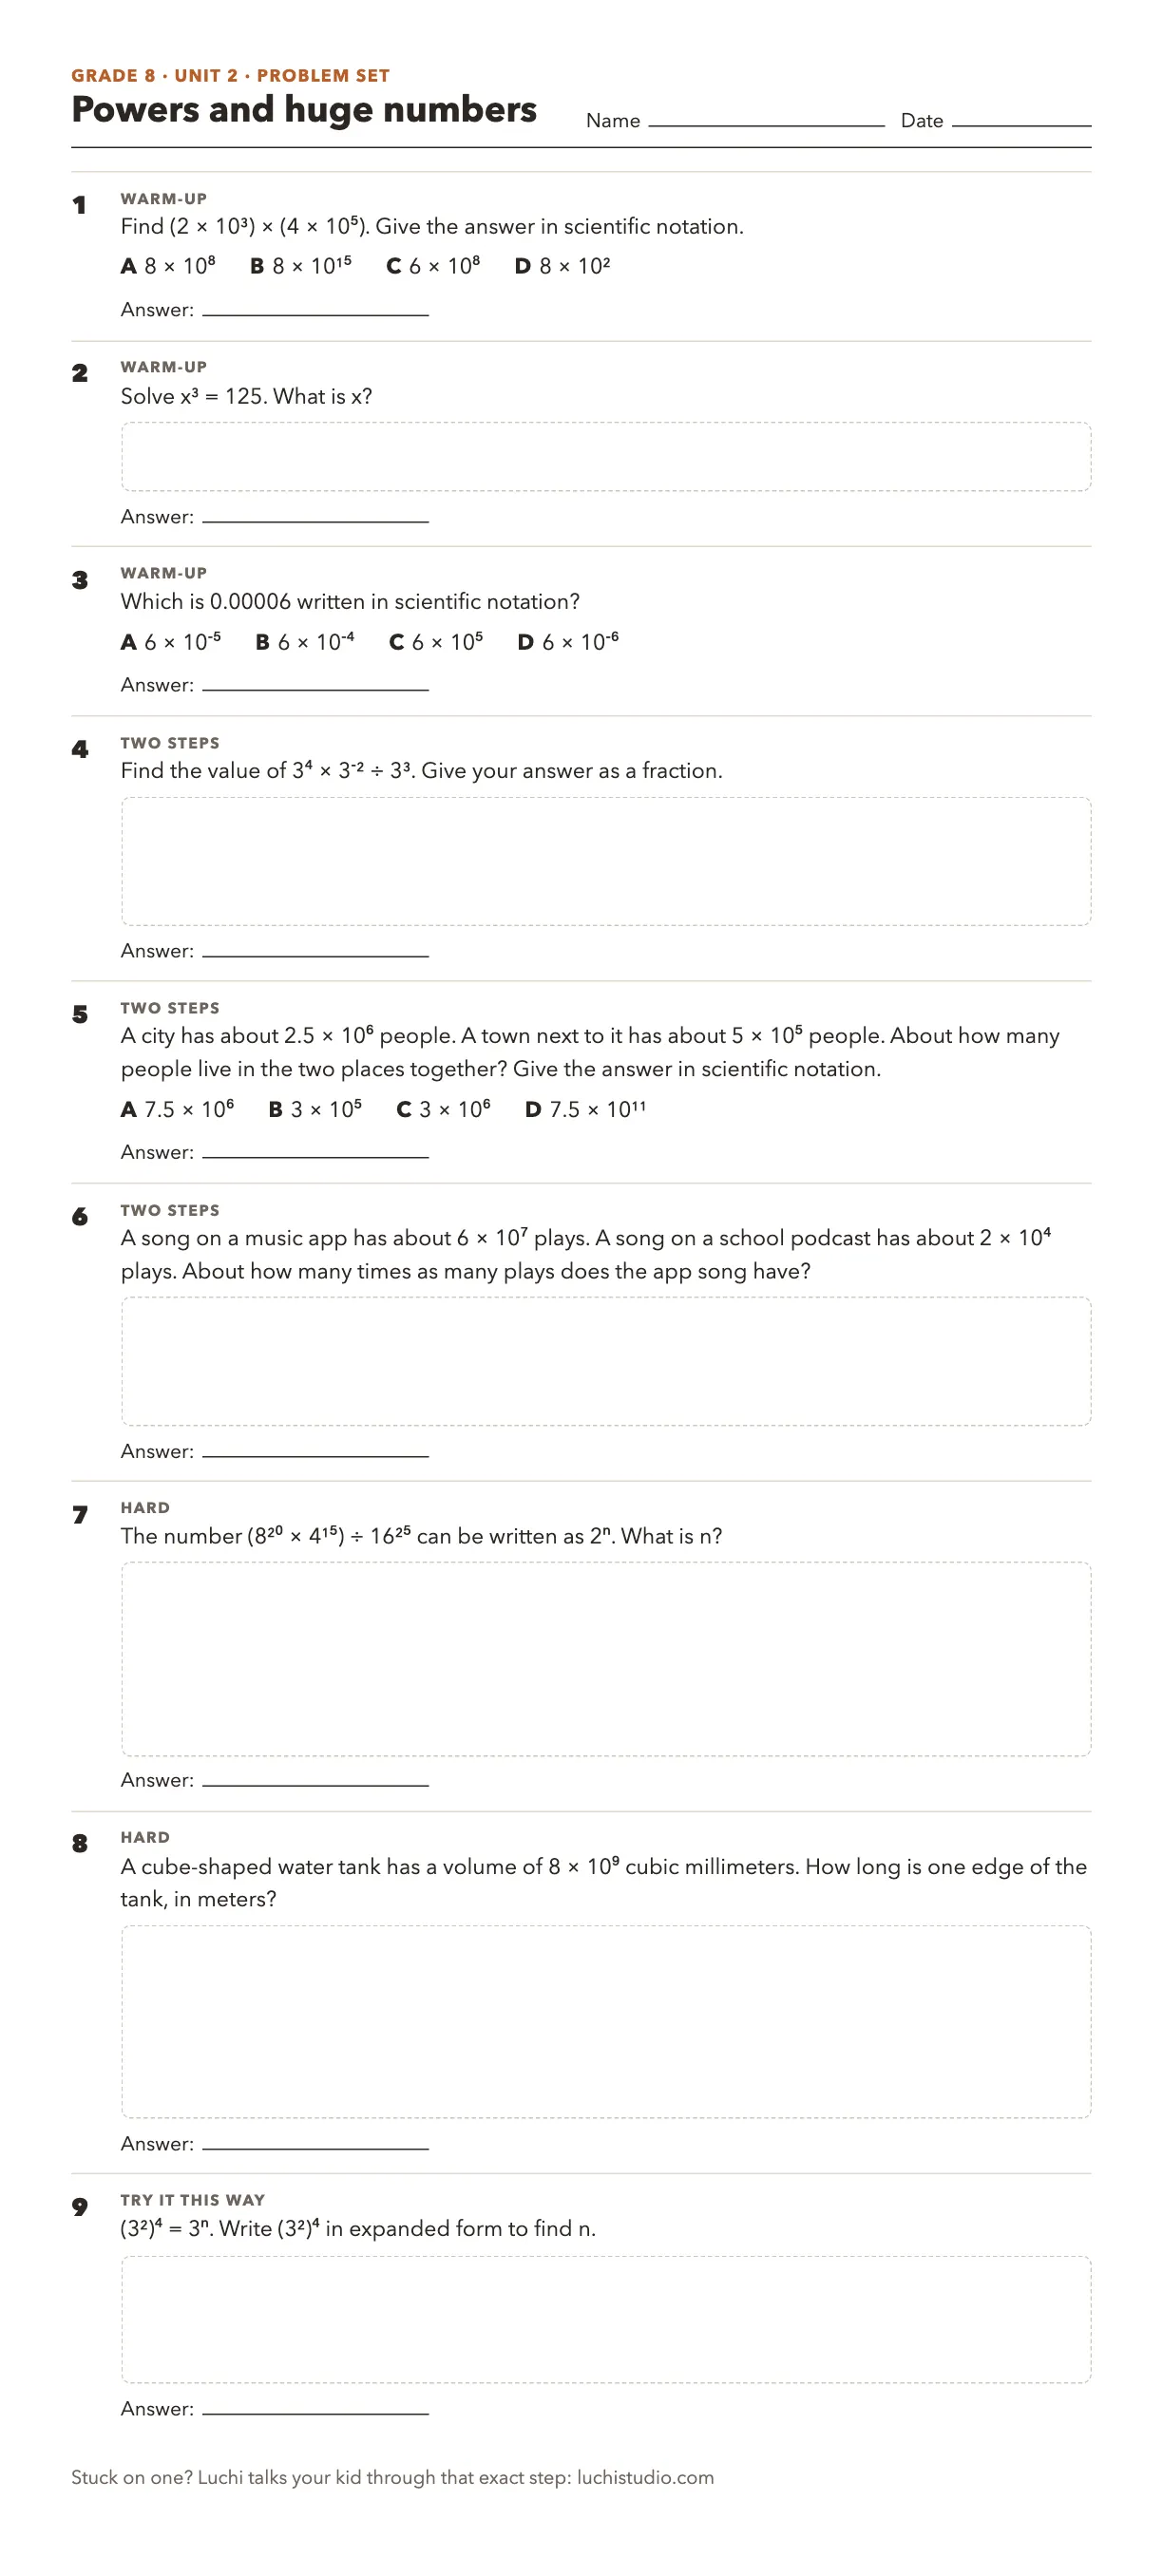 GRADE 8 · UNIT 2 · PROBLEM SET
Powers and huge numbers
Name
Date
1
WARM-UP
Find (2 × 10³) × (4 × 10⁵). Give the answer in scientific notation.
A 8 × 10⁸ B 8 × 10¹⁵ C 6 × 10⁸ D 8 × 10²
Answer:
2
WARM-UP
Solve x³ = 125. What is x?
Answer:
3
WARM-UP
Which is 0.00006 written in scientific notation?
A 6 × 10⁻⁵ B 6 × 10⁻⁴ C 6 × 10⁵ D 6 × 10⁻⁶
Answer:
4
TWO STEPS
Find the value of 3⁴ × 3⁻² ÷ 3³. Give your answer as a fraction.
Answer:
5
TWO STEPS
A city has about 2.5 × 10⁶ people. A town next to it has about 5 × 10⁵ people. About how many
people live in the two places together? Give the answer in scientific notation.
A 7.5 × 10⁶ B 3 × 10⁵ C 3 × 10⁶ D 7.5 × 10¹¹
Answer:
6
TWO STEPS
A song on a music app has about 6 × 10⁷ plays. A song on a school podcast has about 2 × 10⁴
plays. About how many times as many plays does the app song have?
Answer:
7
HARD
The number (8²⁰ × 4¹⁵) ÷ 16²⁵ can be written as 2ⁿ. What is n?
Answer:
8
HARD
A cube-shaped water tank has a volume of 8 × 10⁹ cubic millimeters. How long is one edge of the
tank, in meters?
Answer:
9
TRY IT THIS WAY
(3²)⁴ = 3ⁿ. Write (3²)⁴ in expanded form to find n.
Answer:
Stuck on one? Luchi talks your kid through that exact step: luchistudio.com